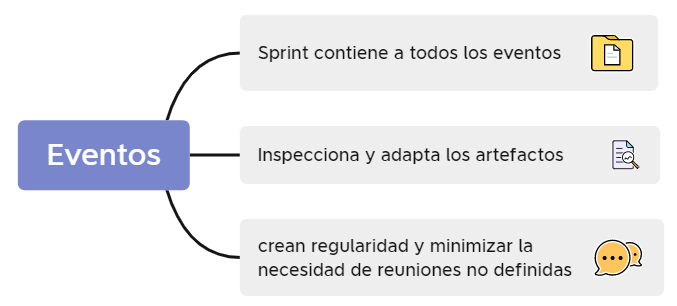 Eventos
Sprint contiene a todos los eventos
Inspecciona y adapta los artefactos
crean regularidad y minimizar la
necesidad de reuniones no definidas